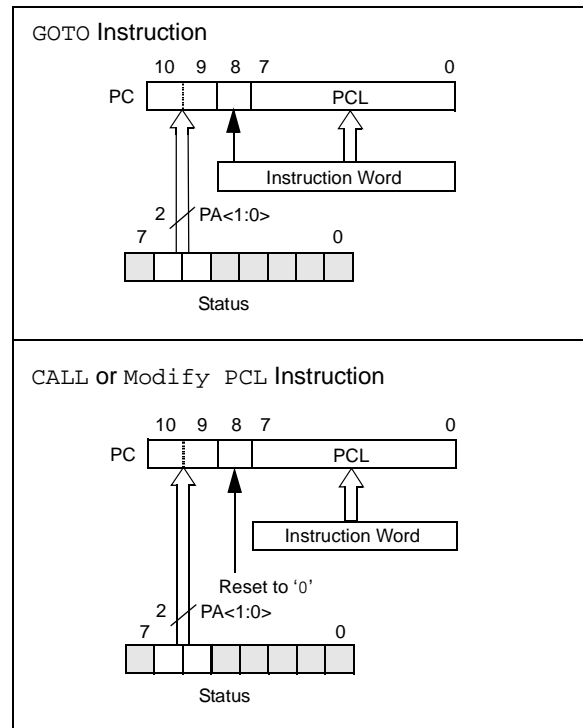 GOTO Instruction
10 9 8 7 0
PC PCL
Instruction Word
2 PA<1:0>
7 0
Status
CALL or Modify PCL Instruction
10 9 8 7 0
PC PCL
Instruction Word
Reset to ‘0’
2 PA<1:0>
7 0
Status